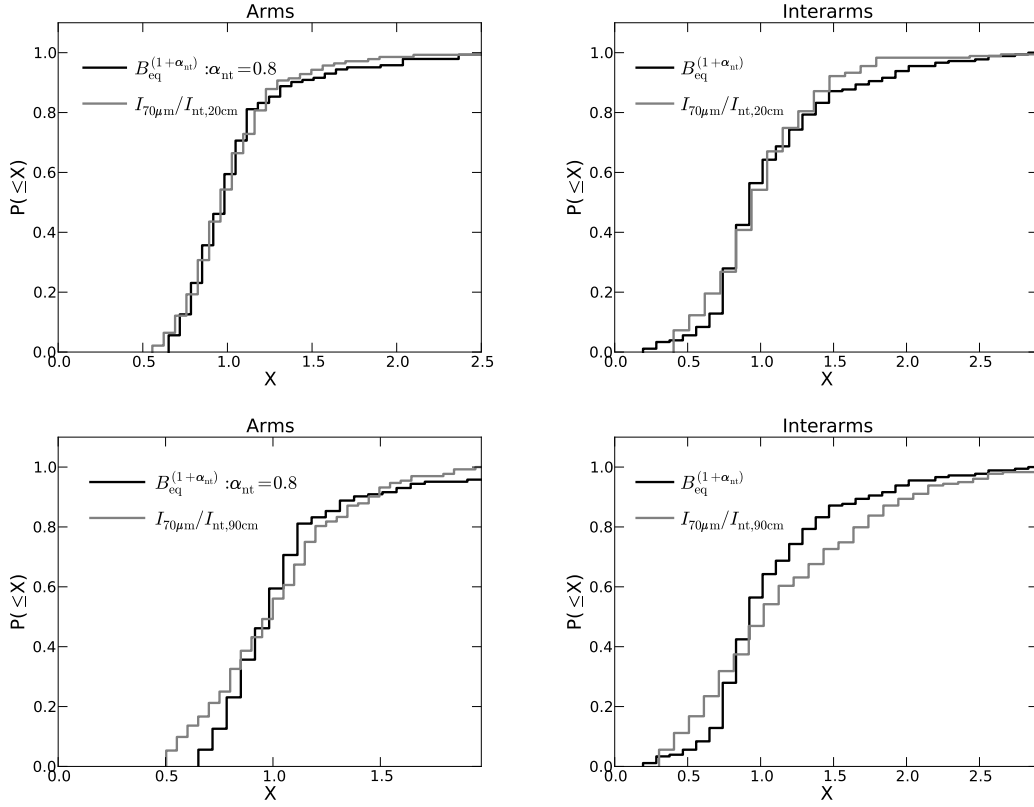 Arms
1.0
0.8
0.6
0.4
0.2
0.0
P(≤X)
B_eq^(1+α_nt) :α_nt=0.8
I_70μm/I_nt,20cm
0.0 0.5 1.0 1.5 2.0 2.5
X
Interarms
1.0
0.8
0.6
0.4
0.2
0.0
P(≤X)
B_eq^(1+α_nt)
I_70μm/I_nt,20cm
0.0 0.5 1.0 1.5 2.0 2.5
X
Arms
1.0
0.8
0.6
0.4
0.2
0.0
P(≤X)
B_eq^(1+α_nt) :α_nt=0.8
I_70μm/I_nt,90cm
0.0 0.5 1.0 1.5
X
Interarms
1.0
0.8
0.6
0.4
0.2
0.0
P(≤X)
B_eq^(1+α_nt)
I_70μm/I_nt,90cm
0.0 0.5 1.0 1.5 2.0 2.5
X